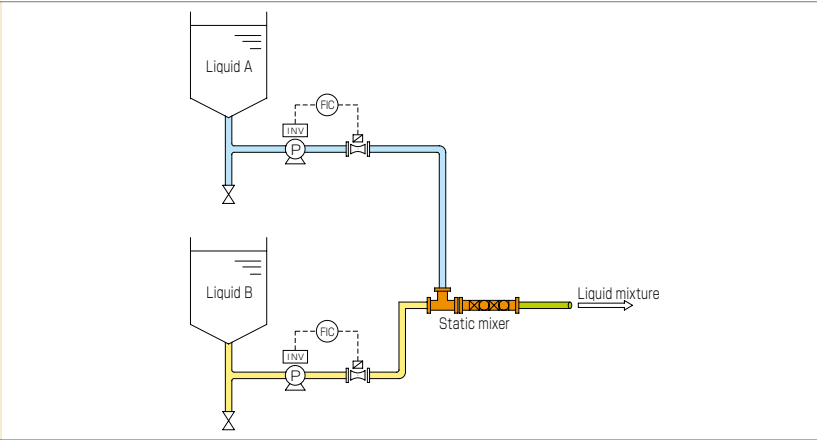 Liquid A
FIC
INV
P
Liquid B
FIC
INV
P
Liquid mixture
Static mixer